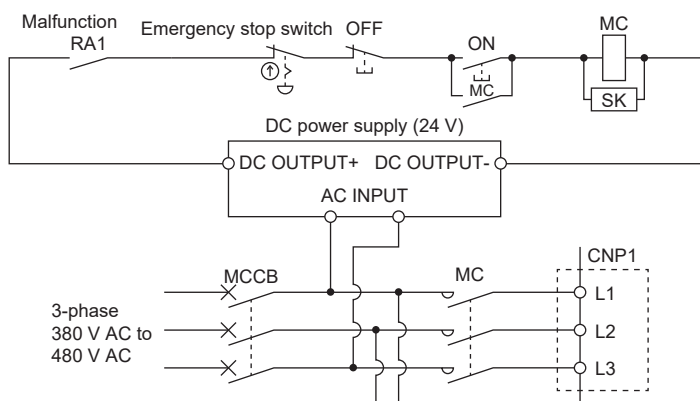 Malfunction
RA1
Emergency stop switch
OFF
ON
MC
MC
SK
DC power supply (24 V)
DC OUTPUT+ DC OUTPUT-
AC INPUT
MCCB
MC
CNP1
3-phase
380 V AC to
480 V AC
L1
L2
L3